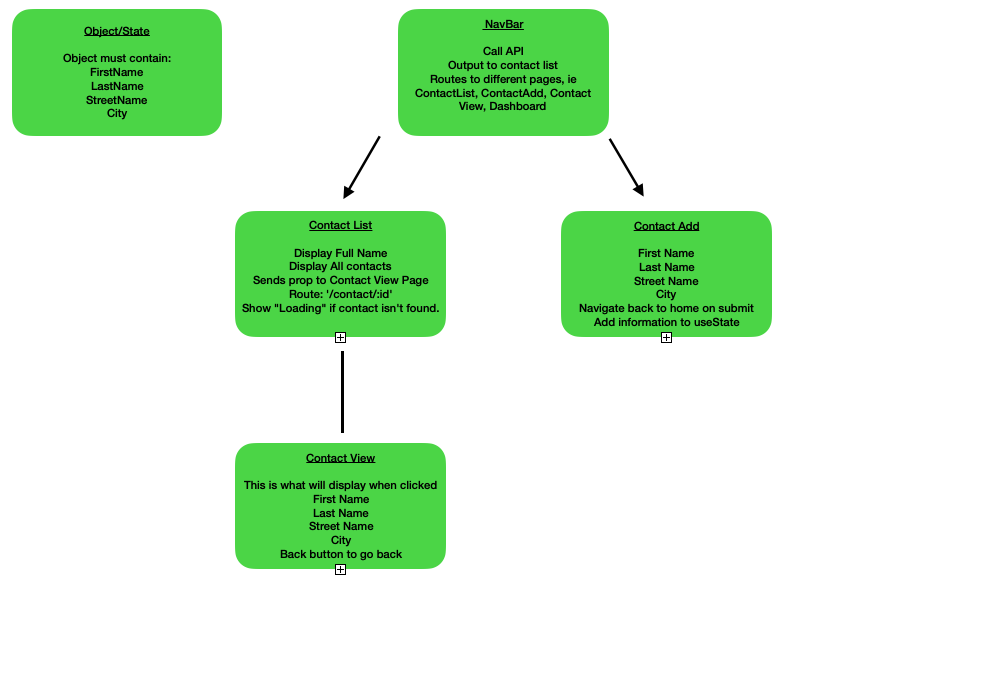 Object/State
Object must contain:
FirstName
LastName
StreetName
City
NavBar
Call API
Output to contact list
Routes to different pages, ie
ContactList, ContactAdd, Contact
View, Dashboard
Contact List
Display Full Name
Display All contacts
Sends prop to Contact View Page
Route: '/contact/:id'
Show "Loading" if contact isn't found.
Contact Add
First Name
Last Name
Street Name
City
Navigate back to home on submit
Add information to useState
Contact View
This is what will display when clicked
First Name
Last Name
Street Name
City
Back button to go back